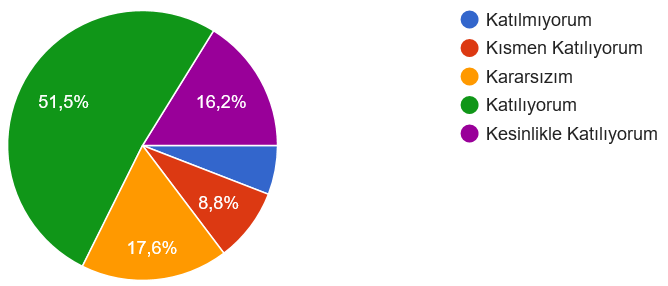 51,5%
16,2%
8,8%
17,6%
Katılmıyorum
Kısmen Katılıyorum
Kararsızım
Katılıyorum
Kesinlikle Katılıyorum